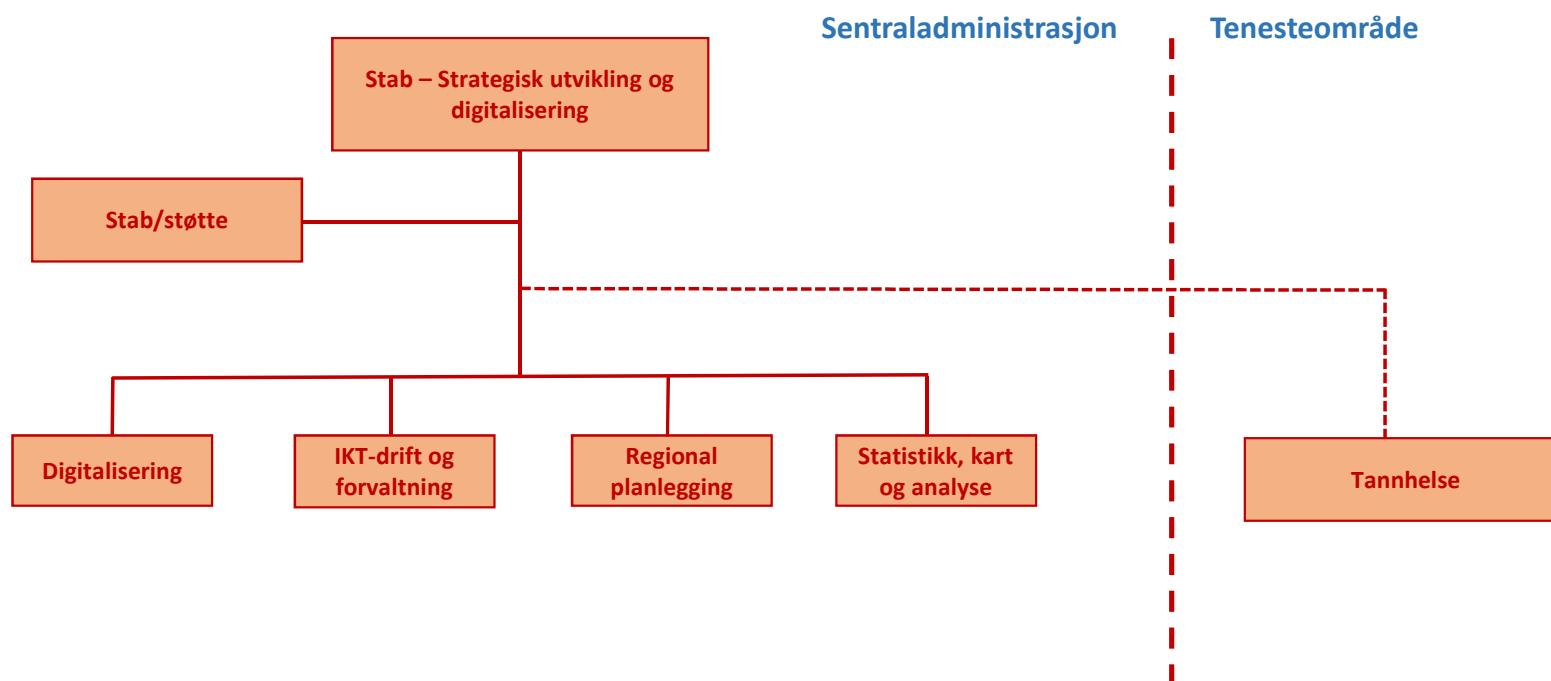 Sentraladministrasjon
Tenesteområde
Stab – Strategisk utvikling og
digitalisering
Stab/støtte
Digitalisering
IKT-drift og
forvaltning
Regional
planlegging
Statistikk, kart
og analyse
Tannhelse